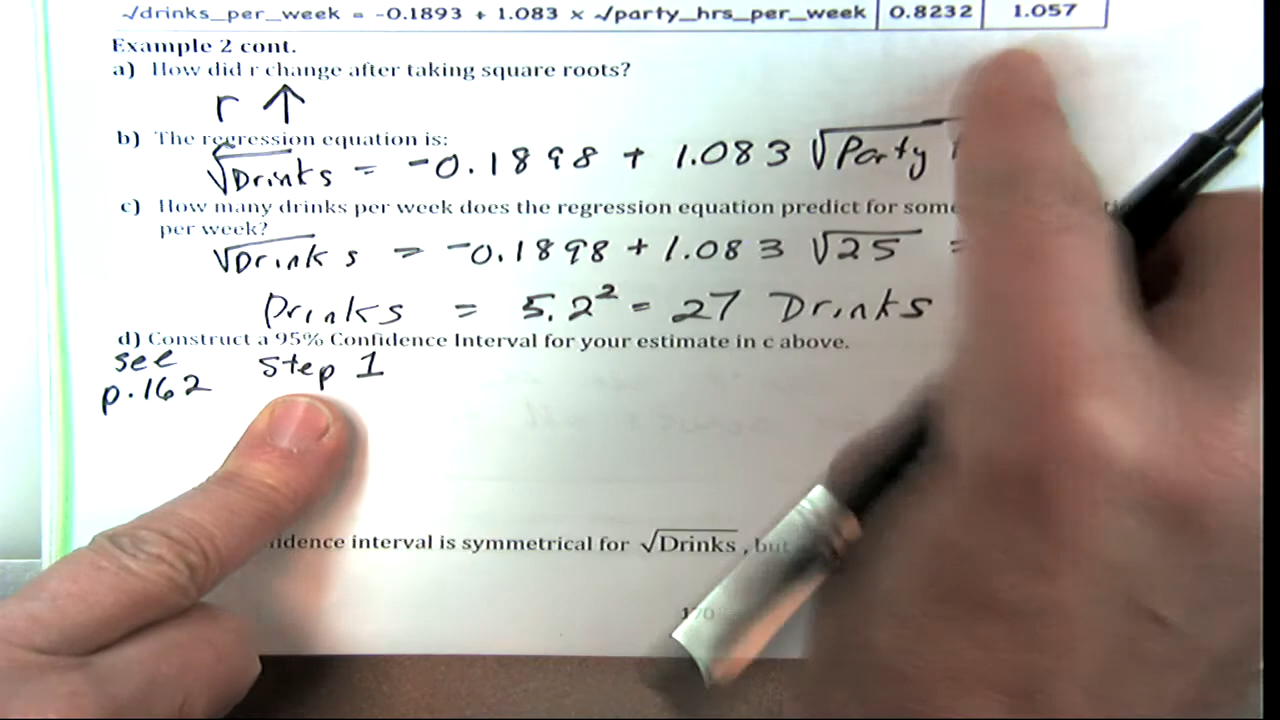 √drinks_per_week = -0.1893 + 1.083 × √party_hrs_per_week 0.8232 1.057
Example 2 cont.
a) How did r change after taking square roots?
r ↑
b) The regression equation is:
√Drinks = -0.1898 + 1.083 √Party
c) How many drinks per week does the regression equation predict for
per week?
√Drinks = -0.1898 + 1.083 √25 =
Drinks = 5.2² = 27 Drinks
d) Construct a 95% Confidence Interval for your estimate in c above.
see
p.162 Step 1
interval is symmetrical for √Drinks, but